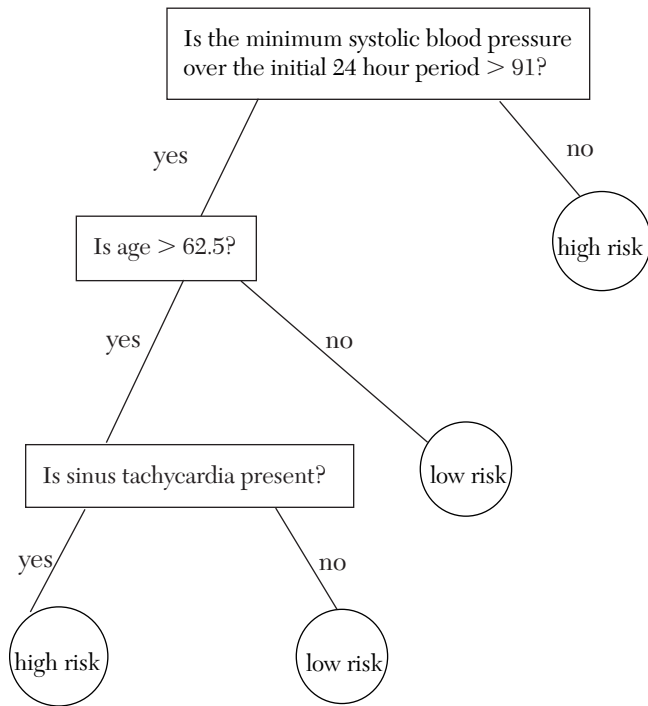 Is the minimum systolic blood pressure
over the initial 24 hour period > 91?
yes
no
Is age > 62.5?
high risk
yes
no
Is sinus tachycardia present?
low risk
yes
no
high risk
low risk